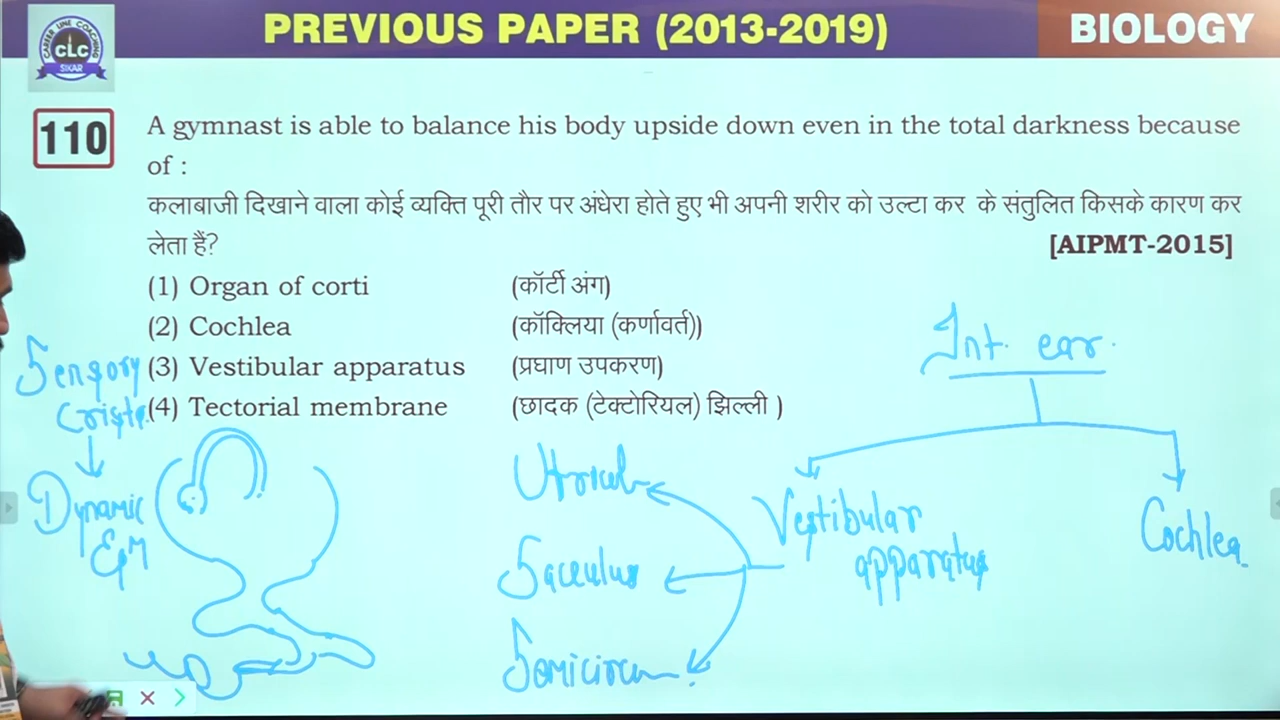 PREVIOUS PAPER (2013-2019)
BIOLOGY
CAREER LINE COACHING
CLC
SIKAR
110
A gymnast is able to balance his body upside down even in the total darkness because
of :
कलाबाजी दिखाने वाला कोई व्यक्ति पूरी तौर पर अंधेरा होते हुए भी अपनी शरीर को उल्टा कर के संतुलित किसके कारण कर
लेता हैं?
[AIPMT-2015]
(1) Organ of corti (कॉर्टी अंग)
(2) Cochlea (कॉक्लिया (कर्णावर्त))
(3) Vestibular apparatus (प्रघाण उपकरण)
(4) Tectorial membrane (छादक (टेक्टोरियल) झिल्ली )
Int. ear.
Sensory
Dynamic
Vestibular
apparatus
Cochlea
Sacculus